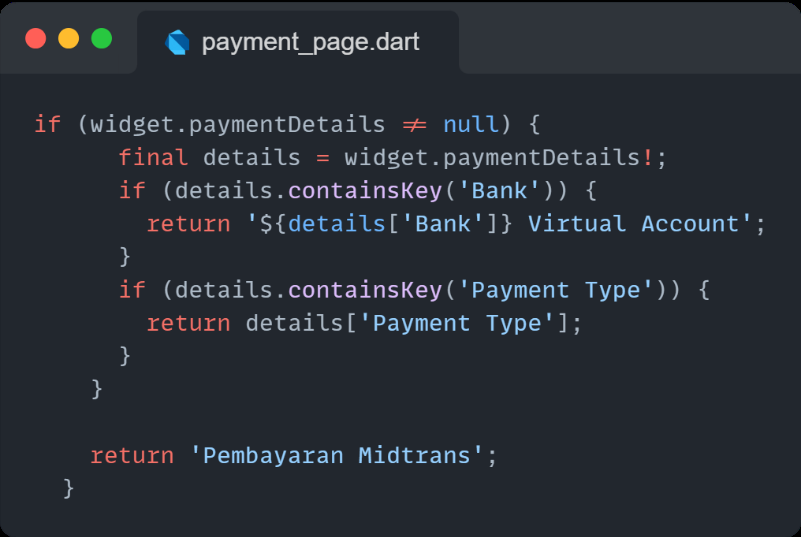 payment_page.dart
if (widget.paymentDetails != null) {
      final details = widget.paymentDetails!;
      if (details.containsKey('Bank')) {
        return '${details['Bank']} Virtual Account';
      }
      if (details.containsKey('Payment Type')) {
        return details['Payment Type'];
      }
    }

    return 'Pembayaran Midtrans';
  }